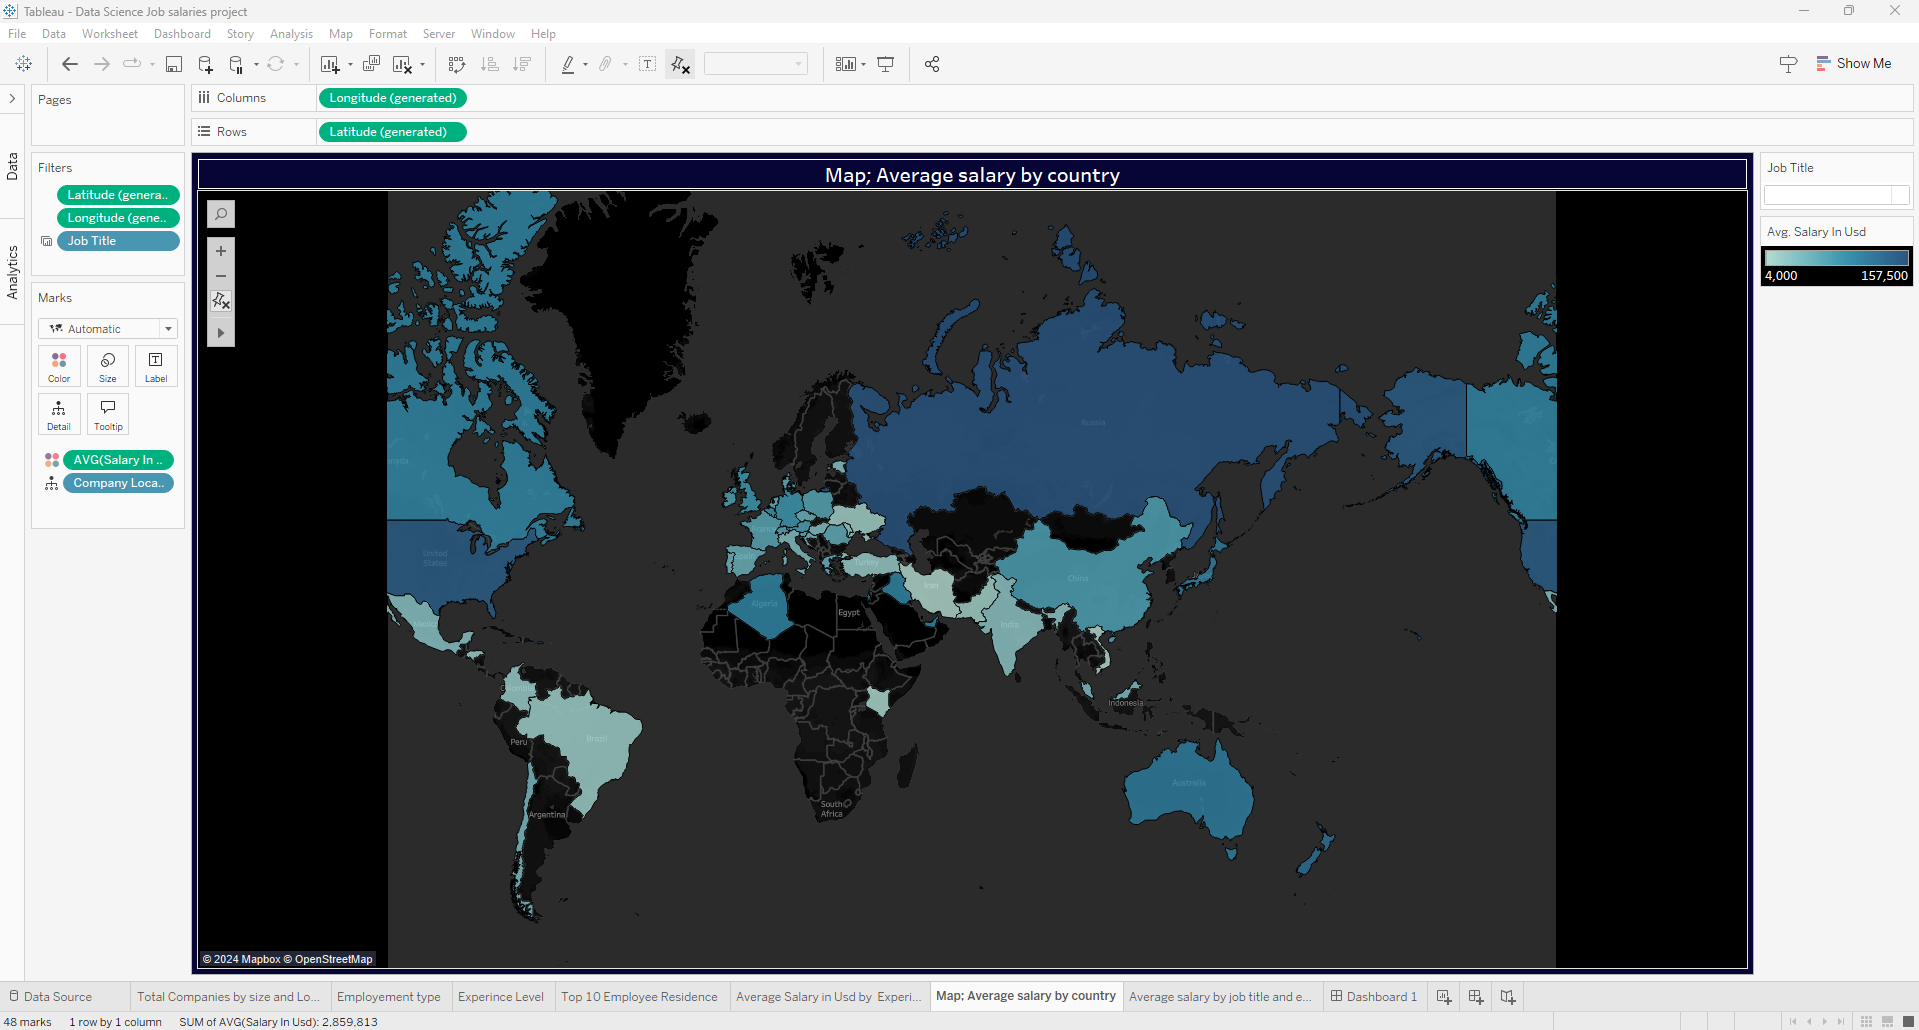 Tableau - Data Science Job salaries project
File Data Worksheet Dashboard Story Analysis Map Format Server Window Help
Show Me
Pages
Columns
Longitude (generated)
Rows
Latitude (generated)
Data
Analytics
Filters
Latitude (genera..
Longitude (gene..
Job Title
Marks
Automatic
Color
Size
Label
Detail
Tooltip
AVG(Salary In ..
Company Loca..
Map; Average salary by country
Russia
United
States
Mexico
Colombia
Peru
Brazil
Argentina
Algeria
Egypt
South
Africa
Turkey
Iran
India
China
Indonesia
Australia
© 2024 Mapbox © OpenStreetMap
Job Title
Avg. Salary In Usd
4,000 157,500
Data Source
Total Companies by size and Lo...
Employement type
Experince Level
Top 10 Employee Residence
Average Salary in Usd by Experi...
Map; Average salary by country
Average salary by job title and e...
Dashboard 1
48 marks 1 row by 1 column SUM of AVG(Salary In Usd): 2,859,813